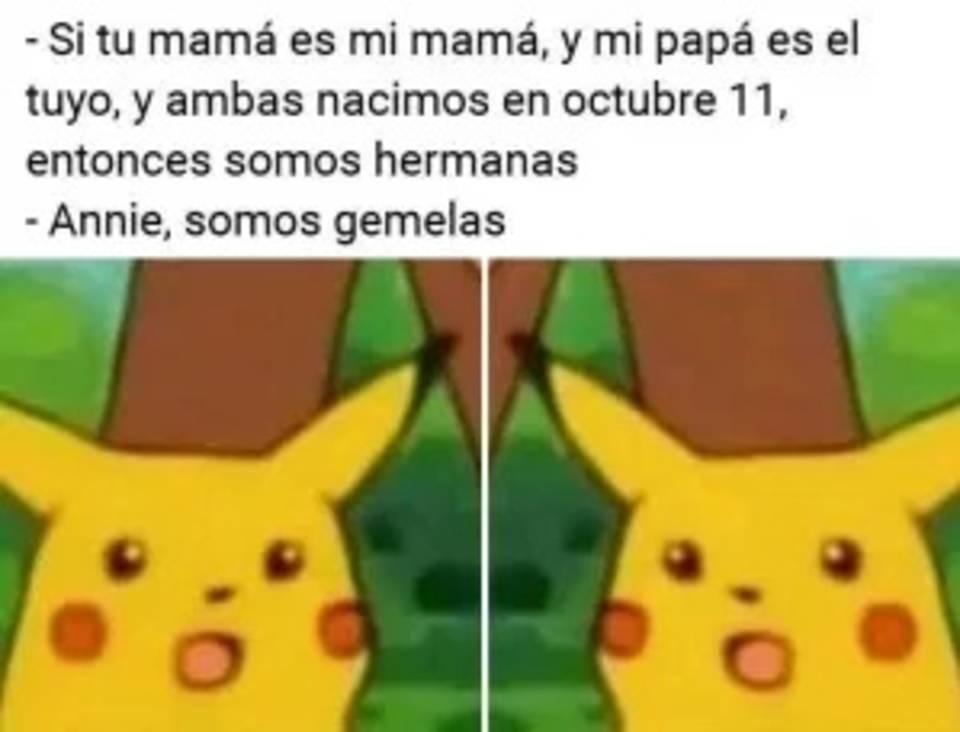 - Si tu mamá es mi mamá, y mi papá es el
tuyo, y ambas nacimos en octubre 11,
entonces somos hermanas
- Annie, somos gemelas